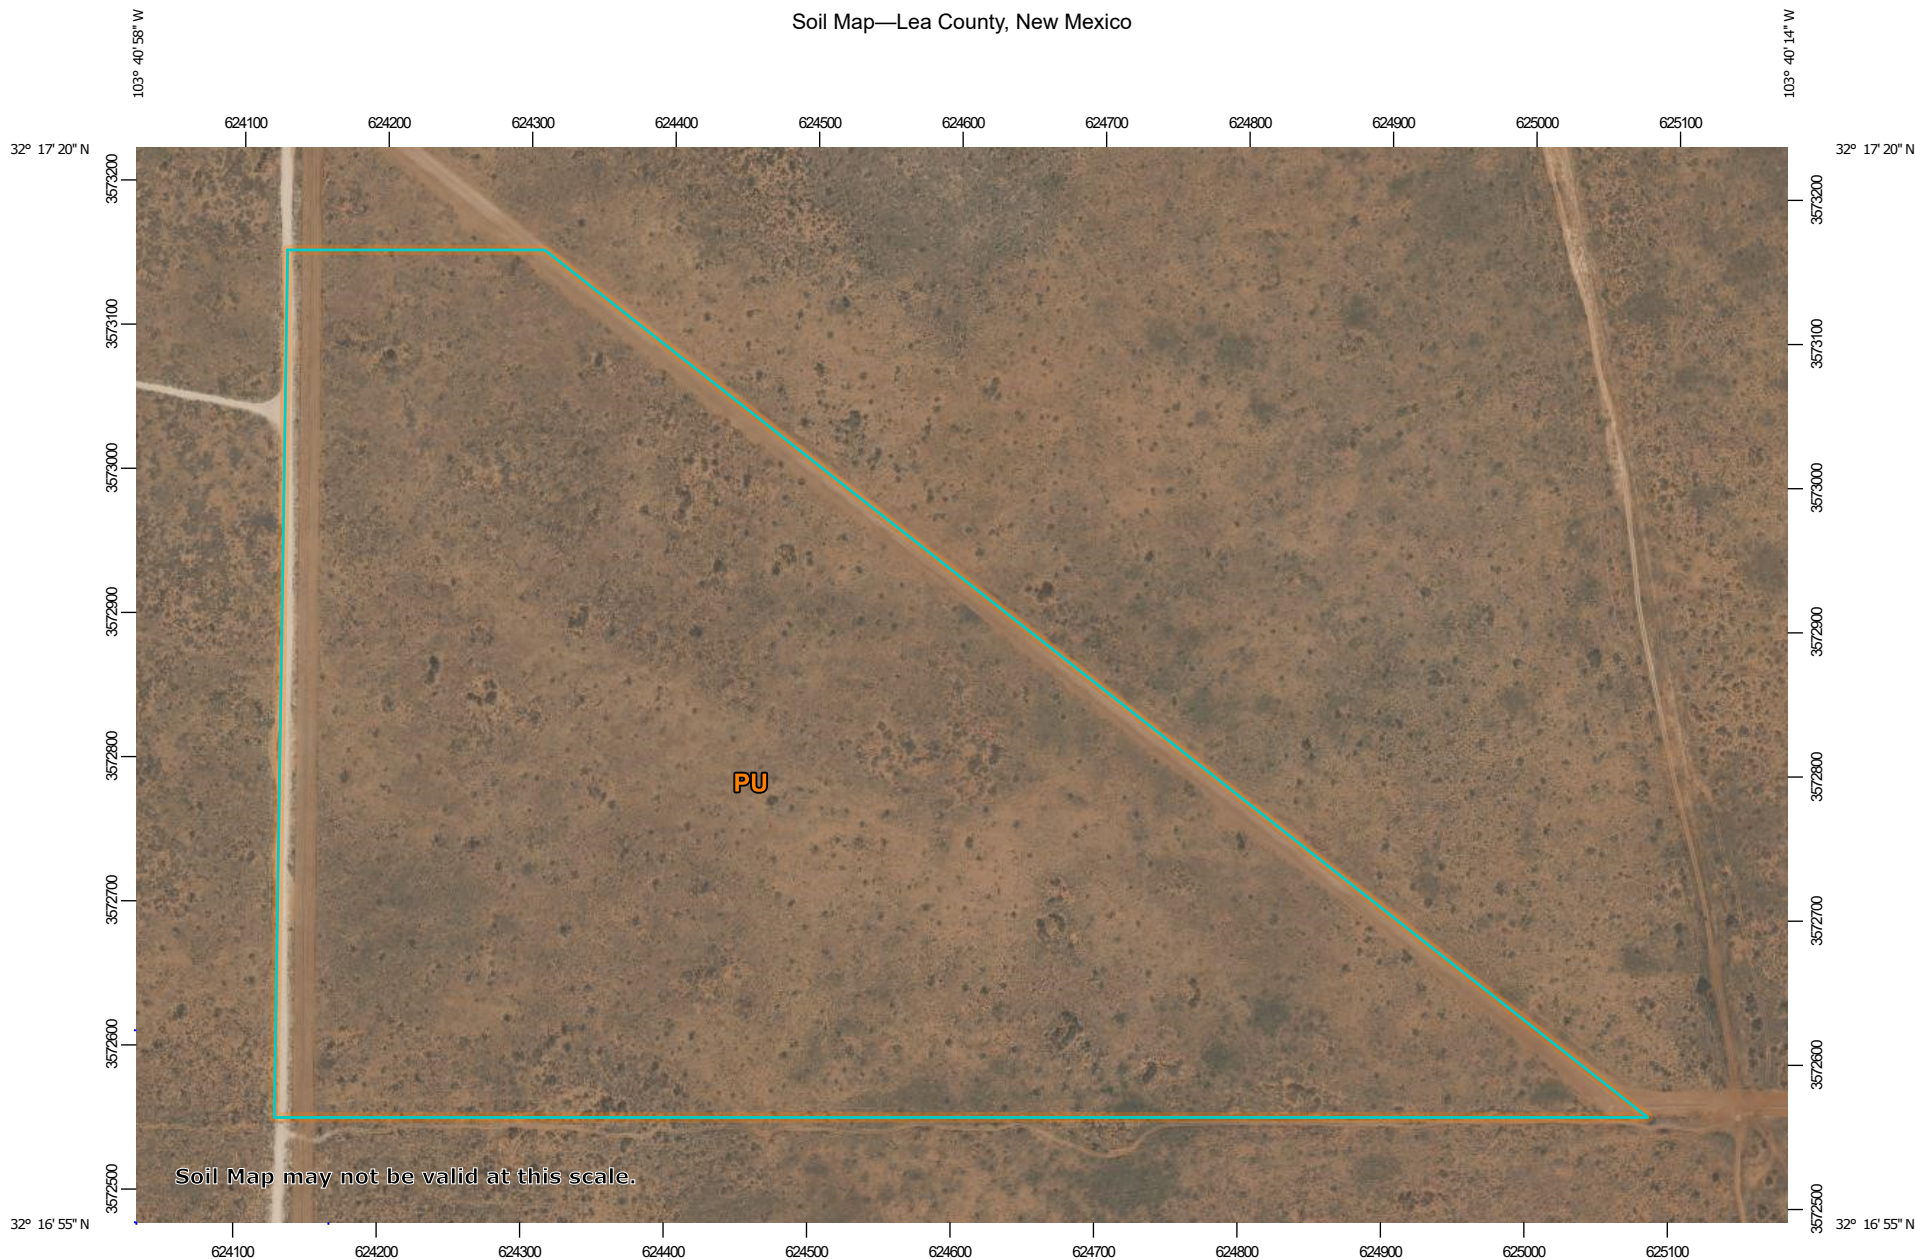 Soil Map—Lea County, New Mexico
103° 40' 58'' W
103° 40' 14'' W
624100 624200 624300 624400 624500 624600 624700 624800 624900 625000 625100
32° 17' 20'' N
32° 17' 20'' N
3573200
3573200
3573100
3573100
3573000
3573000
3572900
3572900
3572800
3572800
PU
3572700
3572700
3572600
3572600
Soil Map may not be valid at this scale.
3572500
3572500
32° 16' 55'' N
32° 16' 55'' N
624100 624200 624300 624400 624500 624600 624700 624800 624900 625000 625100